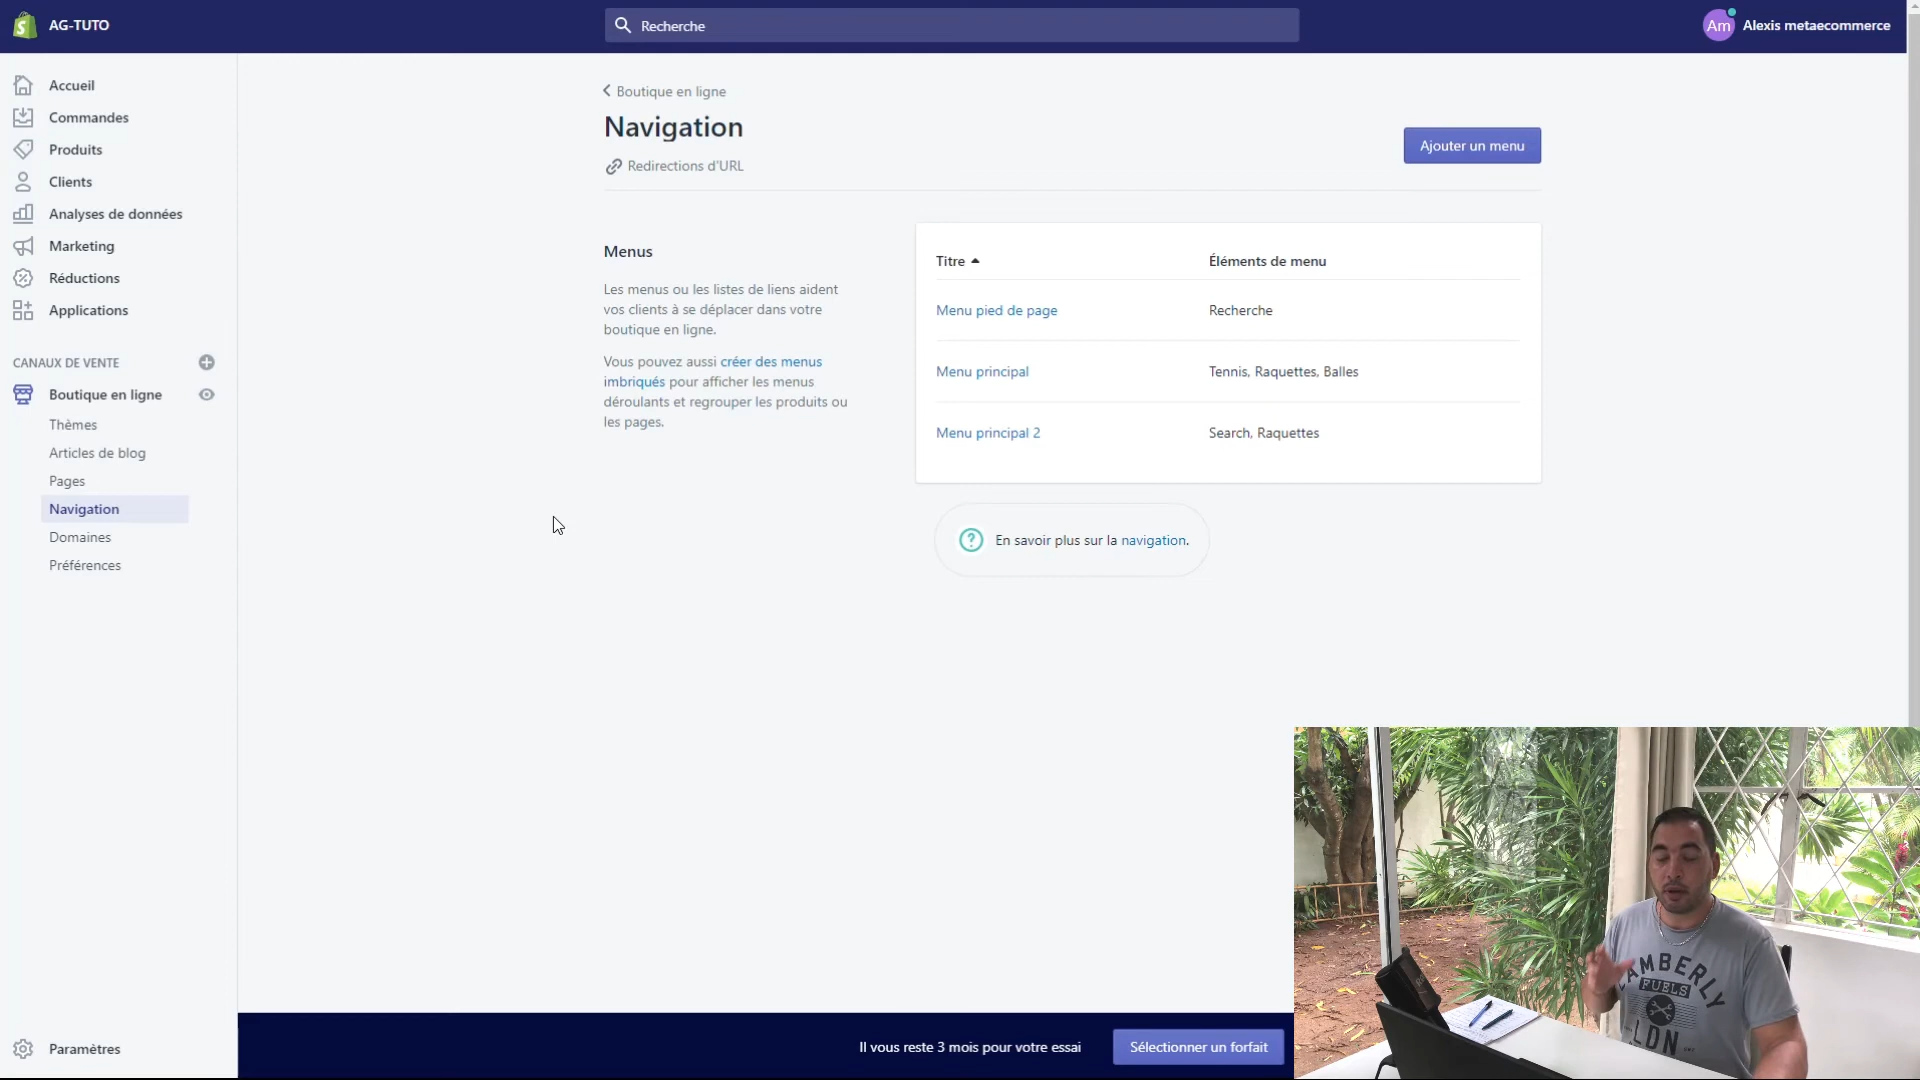 AG-TUTO
Recherche
Am
Alexis metaecommerce
Accueil
Commandes
Produits
Clients
Analyses de données
Marketing
Réductions
Applications
CANAUX DE VENTE
Boutique en ligne
Thèmes
Articles de blog
Pages
Navigation
Domaines
Préférences
Paramètres
Boutique en ligne
Navigation
Redirections d'URL
Ajouter un menu
Menus
Les menus ou les listes de liens aident
vos clients à se déplacer dans votre
boutique en ligne.
Vous pouvez aussi créer des menus
imbriqués pour afficher les menus
déroulants et regrouper les produits ou
les pages.
Titre
Éléments de menu
Menu pied de page
Recherche
Menu principal
Tennis, Raquettes, Balles
Menu principal 2
Search, Raquettes
En savoir plus sur la navigation.
Il vous reste 3 mois pour votre essai
Sélectionner un forfait
AMBERLY
FUELS
LDN